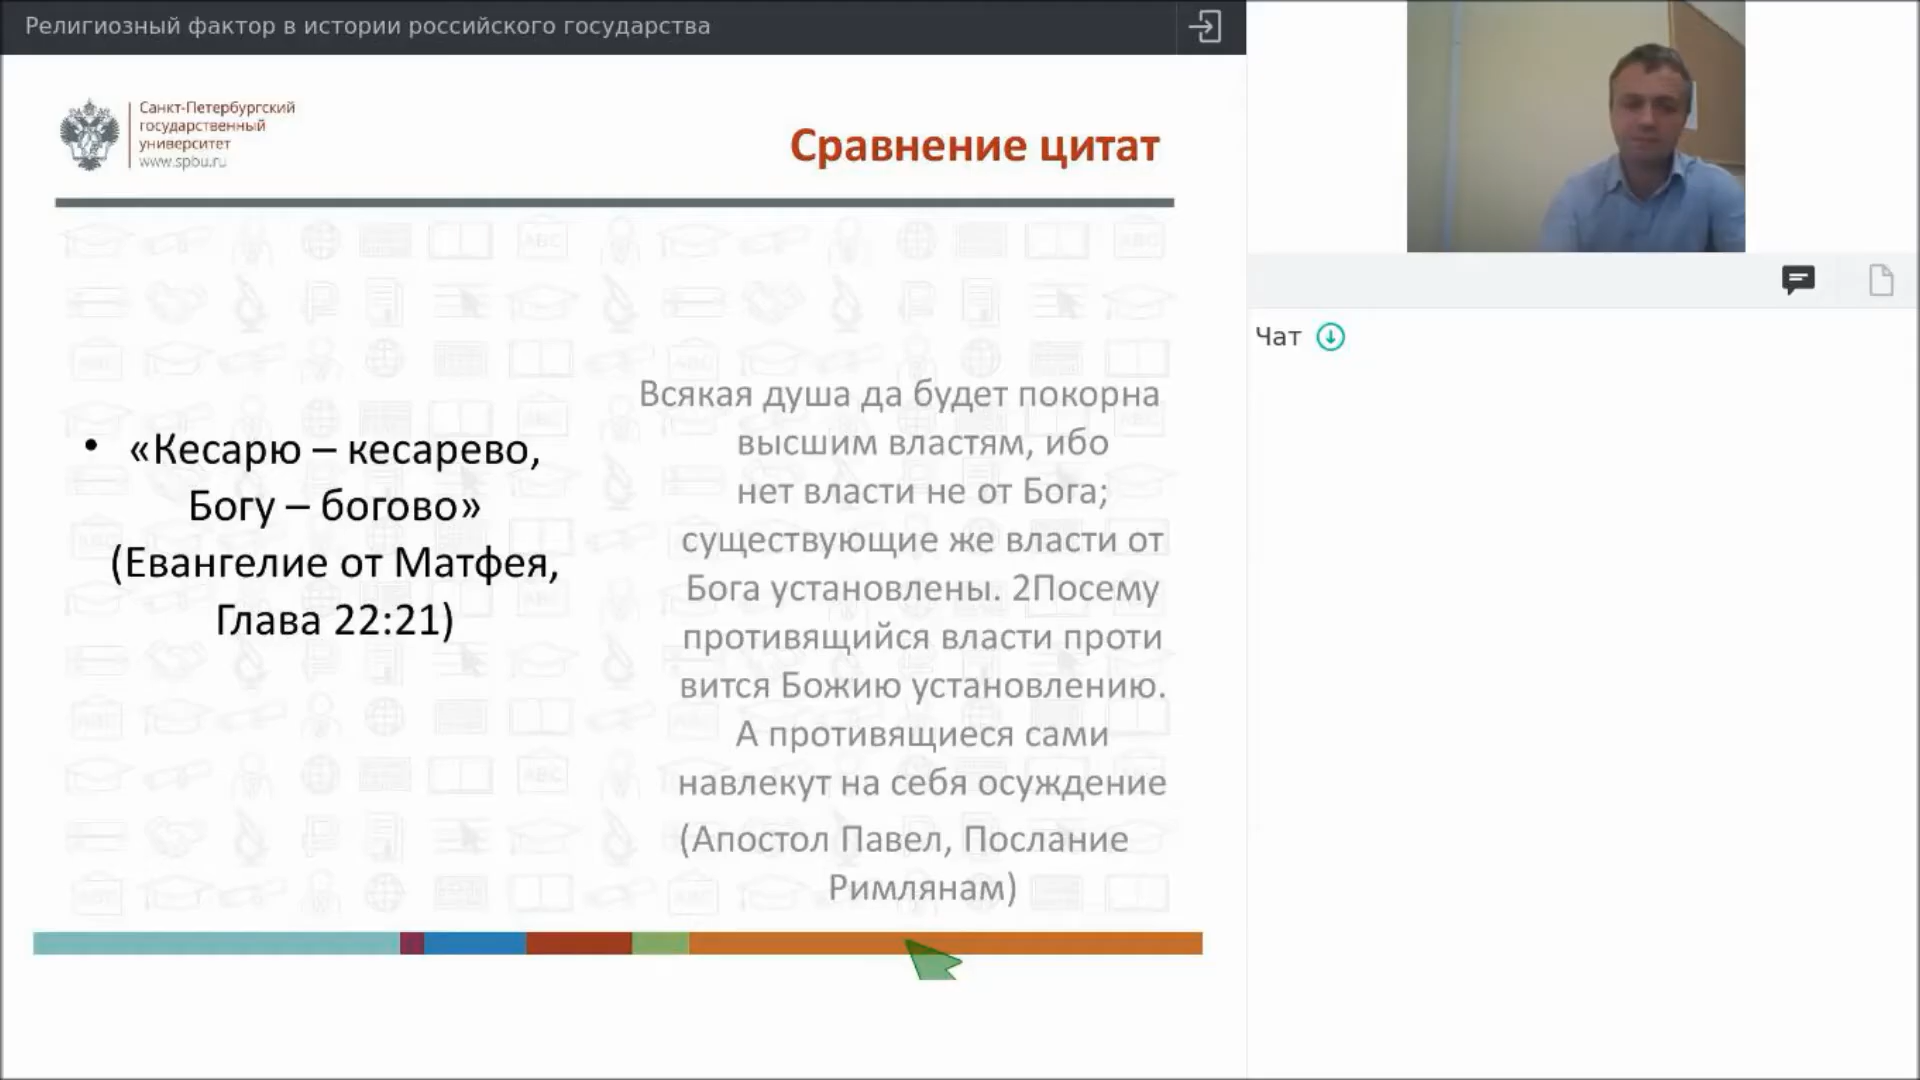 Религиозный фактор в истории российского государства
Санкт-Петербургский
государственный
университет
www.spbu.ru
Сравнение цитат
• «Кесарю – кесарево,
Богу – богово»
(Евангелие от Матфея,
Глава 22:21)
Всякая душа да будет покорна
высшим властям, ибо
нет власти не от Бога;
существующие же власти от
Бога установлены. 2Посему
противящийся власти проти
вится Божию установлению.
А противящиеся сами
навлекут на себя осуждение
(Апостол Павел, Послание
Римлянам)
Чат